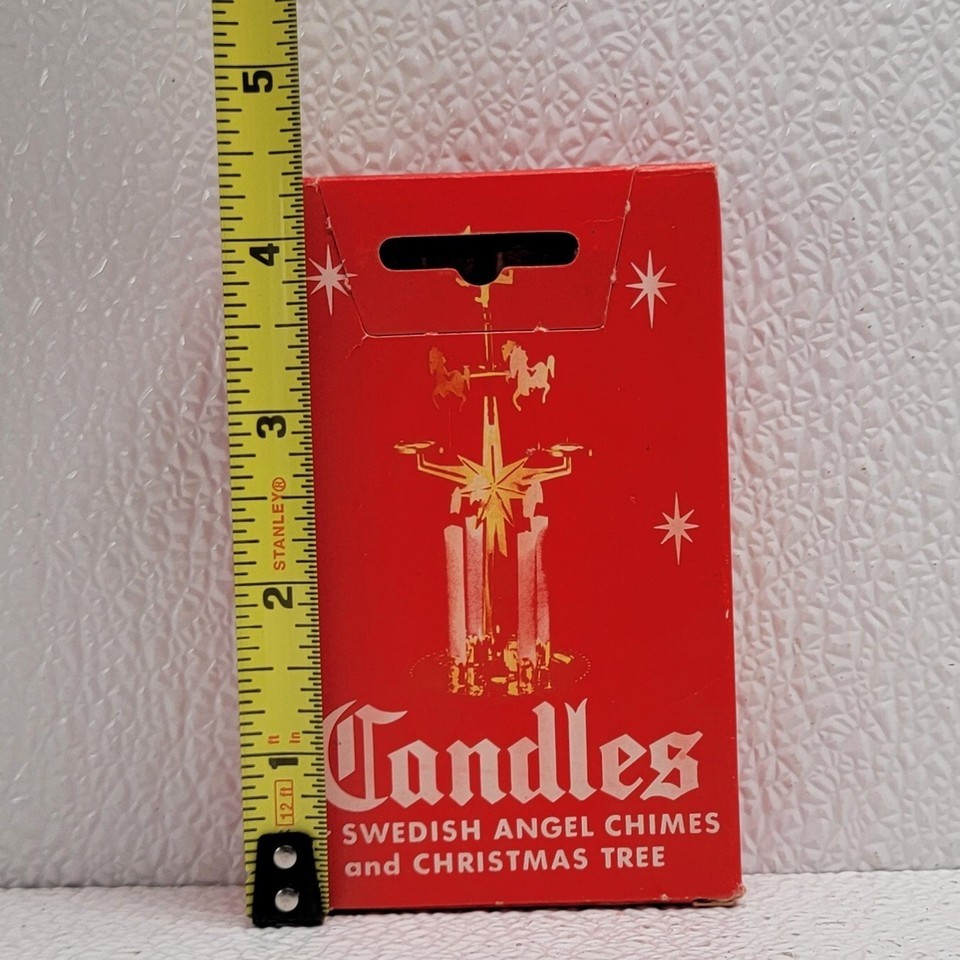 5
4
3
STANLEY®
2
ft
in
1
12 ft
Candles
SWEDISH ANGEL CHIMES
and CHRISTMAS TREE